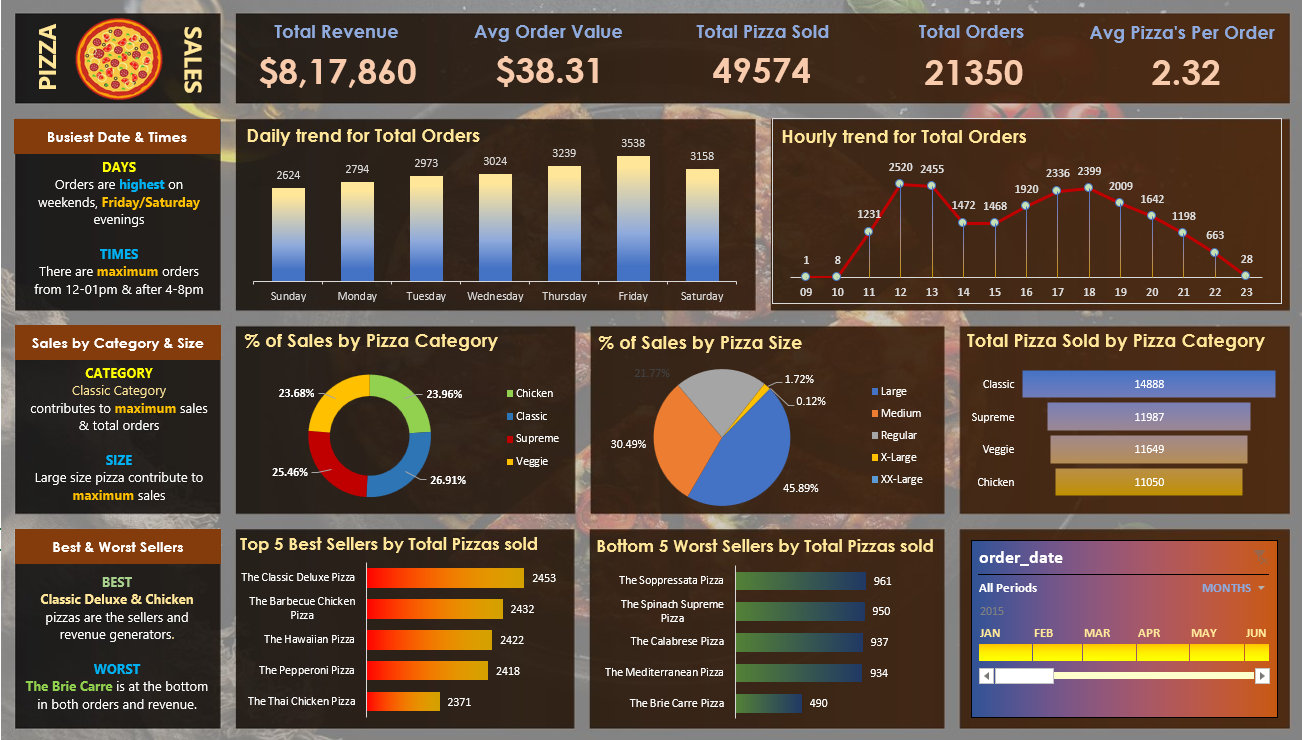 PIZZA
SALES
Total Revenue
$8,17,860
Avg Order Value
$38.31
Total Pizza Sold
49574
Total Orders
21350
Avg Pizza's Per Order
2.32
Busiest Date & Times
DAYS
Orders are highest on
weekends, Friday/Saturday
evenings
TIMES
There are maximum orders
from 12-01pm & after 4-8pm
Daily trend for Total Orders
2624
2794
2973
3024
3239
3538
3158
Sunday
Monday
Tuesday
Wednesday
Thursday
Friday
Saturday
Hourly trend for Total Orders
1
8
1231
2520
2455
1472
1468
1920
2336
2399
2009
1642
1198
663
28
09
10
11
12
13
14
15
16
17
18
19
20
21
22
23
Sales by Category & Size
CATEGORY
Classic Category
contributes to maximum sales
& total orders
SIZE
Large size pizza contribute to
maximum sales
% of Sales by Pizza Category
23.68%
23.96%
25.46%
26.91%
Chicken
Classic
Supreme
Veggie
% of Sales by Pizza Size
21.77%
1.72%
0.12%
30.49%
45.89%
Large
Medium
Regular
X-Large
XX-Large
Total Pizza Sold by Pizza Category
Classic
14888
Supreme
11987
Veggie
11649
Chicken
11050
Best & Worst Sellers
BEST
Classic Deluxe & Chicken
pizzas are the sellers and
revenue generators.
WORST
The Brie Carre is at the bottom
in both orders and revenue.
Top 5 Best Sellers by Total Pizzas sold
The Classic Deluxe Pizza
2453
The Barbecue Chicken
Pizza
2432
The Hawaiian Pizza
2422
The Pepperoni Pizza
2418
The Thai Chicken Pizza
2371
Bottom 5 Worst Sellers by Total Pizzas sold
The Soppressata Pizza
961
The Spinach Supreme
Pizza
950
The Calabrese Pizza
937
The Mediterranean Pizza
934
The Brie Carre Pizza
490
order_date
All Periods
MONTHS
2015
JAN
FEB
MAR
APR
MAY
JUN